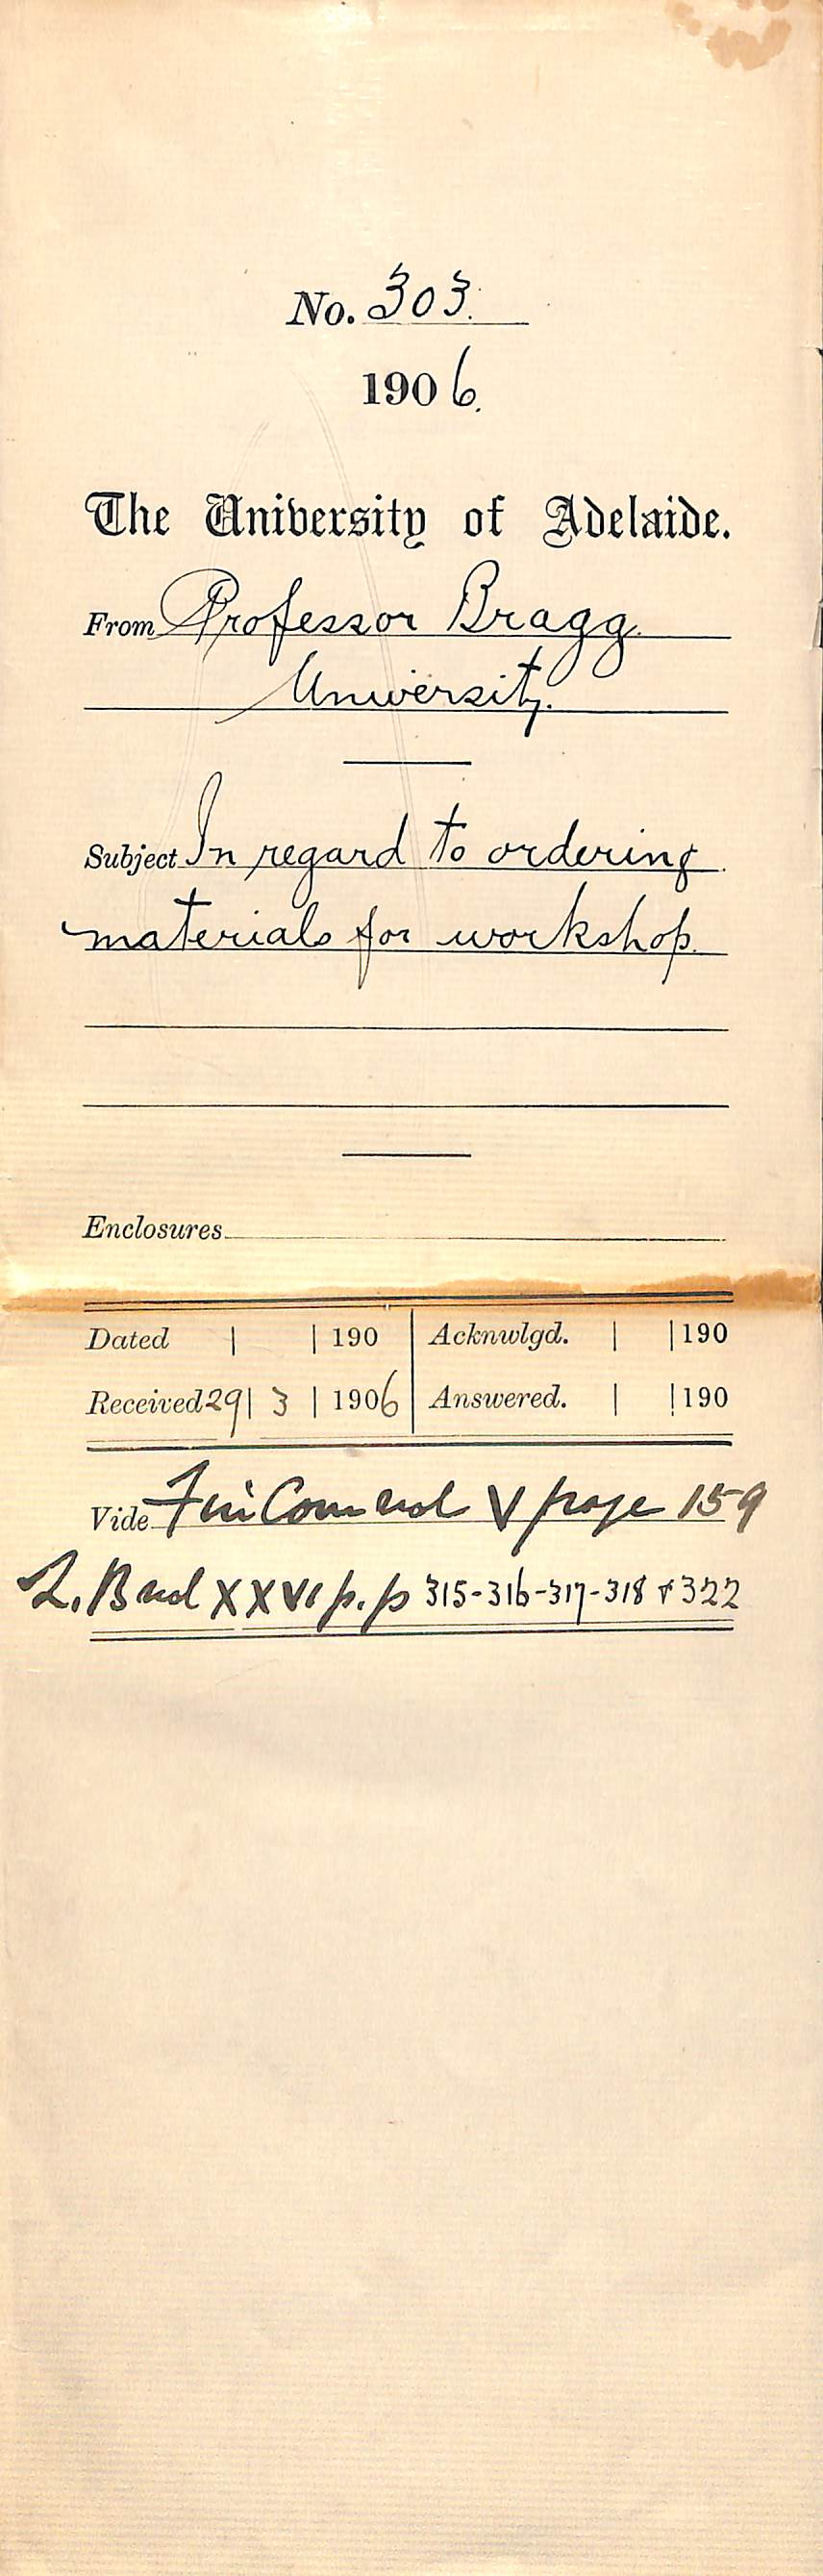 No. 303.
1906.
The University of Adelaide.
From Professor Bragg.
University.
Subject In regard to ordering
materials for workshop.
Enclosures
Dated | | 190 | Acknwlgd. | | 190
Received 29 | 3 | 1906 | Answered. | | 190
Vide Fin Com vol V page 159
L. B vol XXVI p.p 315-316-317-318 & 322